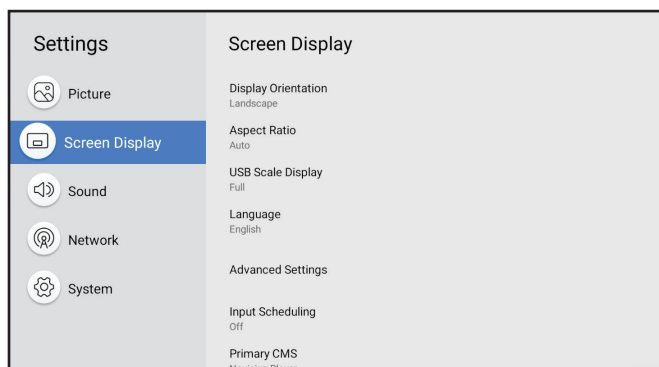 Settings
Picture
Screen Display
Sound
Network
System
Screen Display
Display Orientation
Landscape
Aspect Ratio
Auto
USB Scale Display
Full
Language
English
Advanced Settings
Input Scheduling
Off
Primary CMS